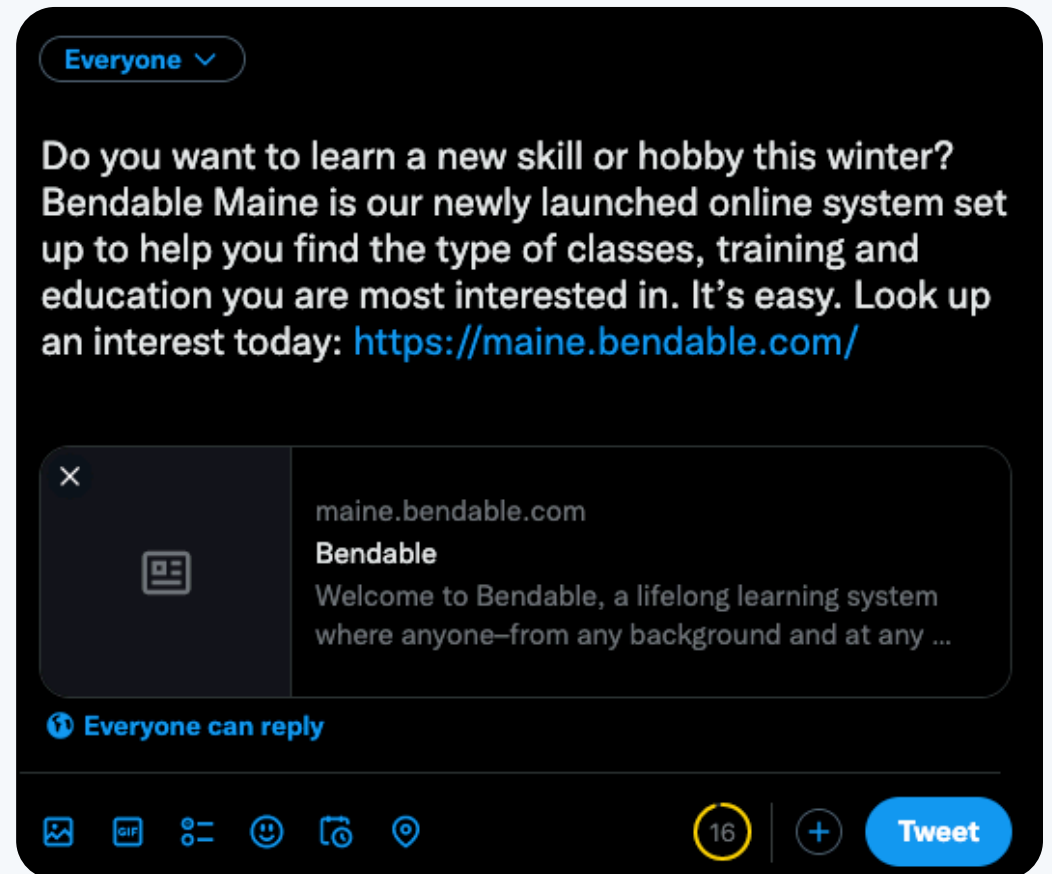 Everyone
Do you want to learn a new skill or hobby this winter?
Bendable Maine is our newly launched online system set
up to help you find the type of classes, training and
education you are most interested in. It’s easy. Look up
an interest today: https://maine.bendable.com/
maine.bendable.com
Bendable
Welcome to Bendable, a lifelong learning system
where anyone–from any background and at any ...
Everyone can reply
GIF
16
Tweet